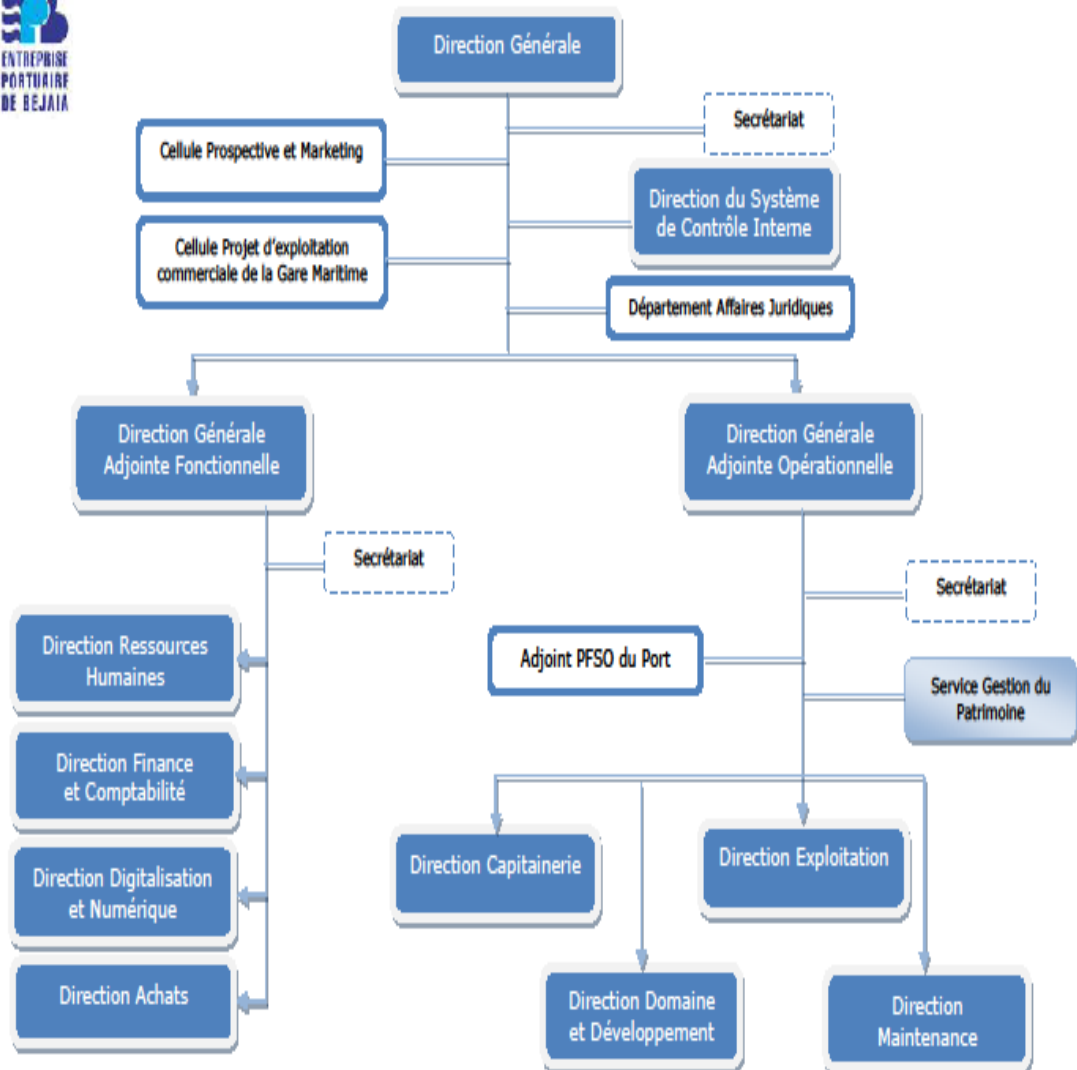 ENTREPRISE
PORTUAIRE
DE BEJAIA
Direction Générale
Secrétariat
Cellule Prospective et Marketing
Direction du Système
de Contrôle Interne
Cellule Projet d'exploitation
commerciale de la Gare Maritime
Département Affaires Juridiques
Direction Générale
Adjointe Fonctionnelle
Direction Générale
Adjointe Opérationnelle
Secrétariat
Secrétariat
Direction Ressources
Humaines
Adjoint PFSO du Port
Service Gestion du
Patrimoine
Direction Finance
et Comptabilité
Direction Capitainerie
Direction Exploitation
Direction Digitalisation
et Numérique
Direction Achats
Direction Domaine
et Développement
Direction
Maintenance